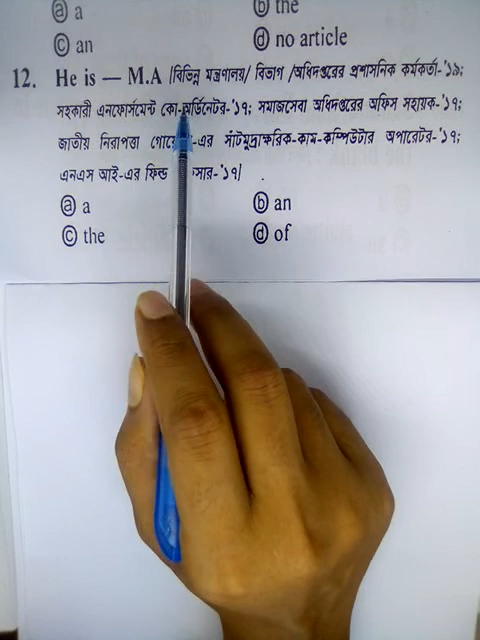 ⓐ a ⓑ the
ⓒ an ⓓ no article
12. He is — M.A [বিভিন্ন মন্ত্রণালয়/ বিভাগ /অধিদপ্তরের প্রশাসনিক কর্মকর্তা-'১৯;
সহকারী এনফোর্সমেন্ট কো-অর্ডিনেটর-'১৭; সমাজসেবা অধিদপ্তরের অফিস সহায়ক-'১৭;
জাতীয় নিরাপত্তা -এর সাঁটমুদ্রাক্ষরিক-কাম-কম্পিউটার অপারেটর-'১৭;
এনএস আই-এর ফিল্ড -'১৭]
ⓐ a ⓑ an
ⓒ the ⓓ of